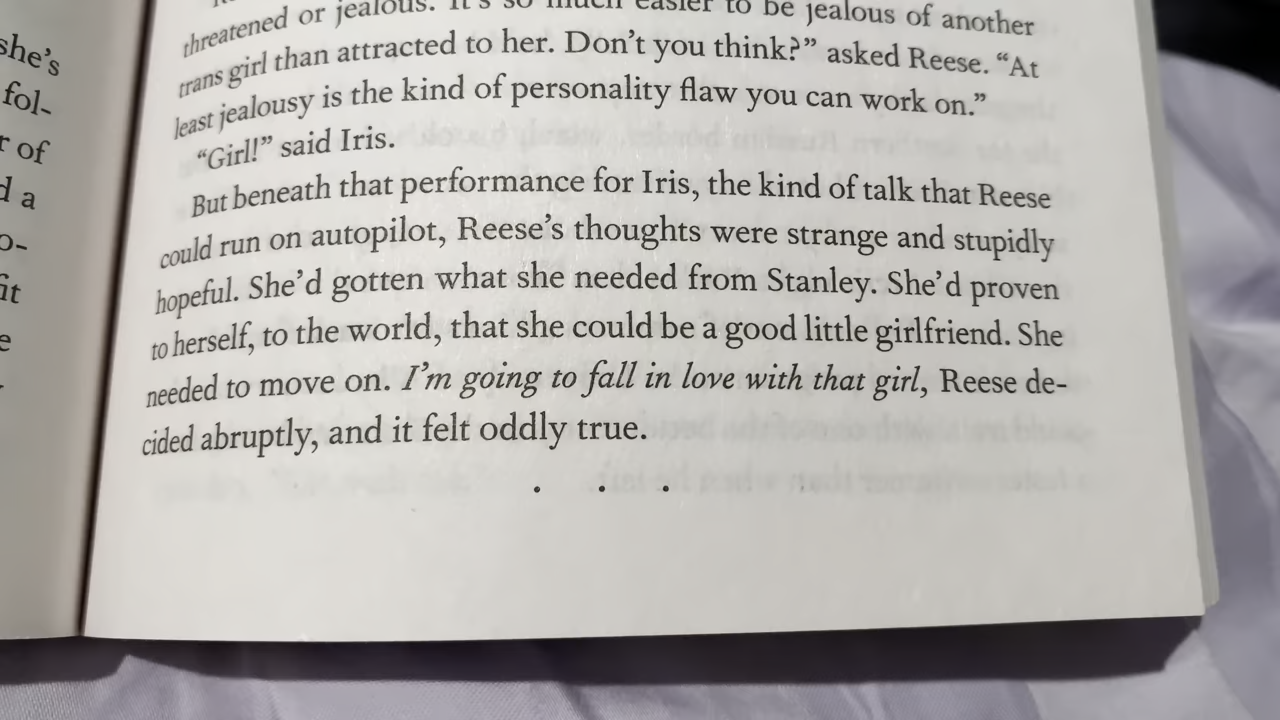 she's
fol-
r of
d a
o-
fit
e
threatened or jealous. It's so much easier to be jealous of another
trans girl than attracted to her. Don't you think?” asked Reese. “At
least jealousy is the kind of personality flaw you can work on.”
“Girl!” said Iris.
But beneath that performance for Iris, the kind of talk that Reese
could run on autopilot, Reese's thoughts were strange and stupidly
hopeful. She'd gotten what she needed from Stanley. She'd proven
to herself, to the world, that she could be a good little girlfriend. She
needed to move on. I'm going to fall in love with that girl, Reese de-
cided abruptly, and it felt oddly true.
. . .